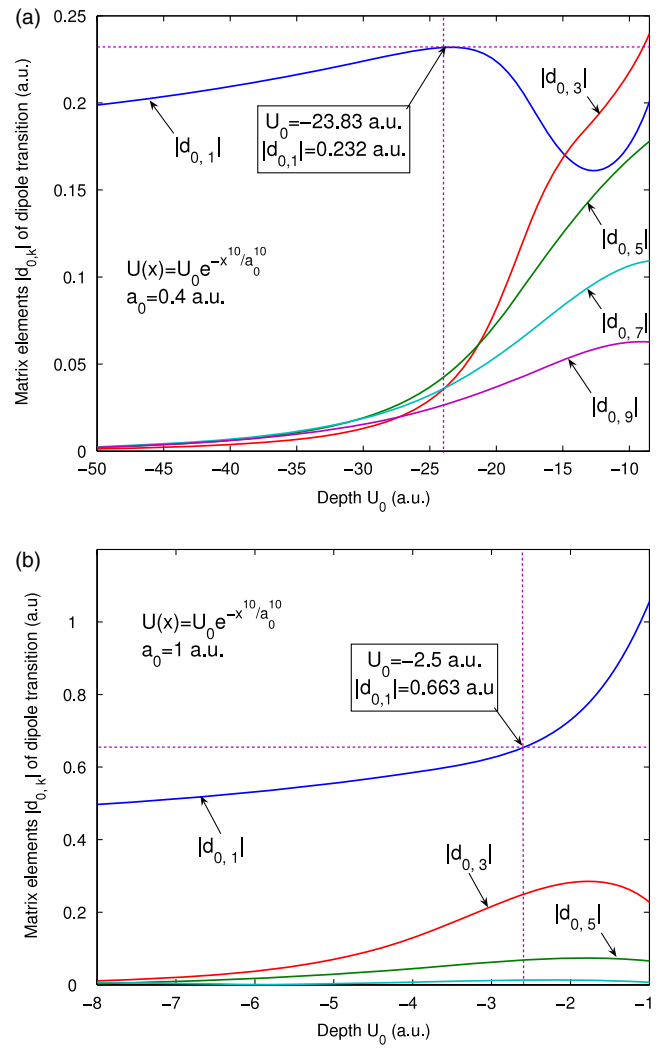 (a)
0.25
0.2
0.15
0.1
0.05
0
Matrix elements |d0,k| of dipole transition (a.u.)
|d0, 1|
U0=−23.83 a.u.
|d0,1|=0.232 a.u.
|d0, 3|
|d0, 5|
|d0, 7|
|d0, 9|
U(x)=U0e−x10/a010
a0=0.4 a.u.
−50 −45 −40 −35 −30 −25 −20 −15 −10
Depth U0 (a.u.)
(b)
1
0.8
0.6
0.4
0.2
0
Matrix elements |d0, k| of dipole transition (a.u)
U(x)=U0e−x10/a010
a0=1 a.u.
U0=−2.5 a.u.
|d0,1|=0.663 a.u
|d0, 1|
|d0, 3|
|d0, 5|
−8 −7 −6 −5 −4 −3 −2 −1
Depth U0 (a.u.)